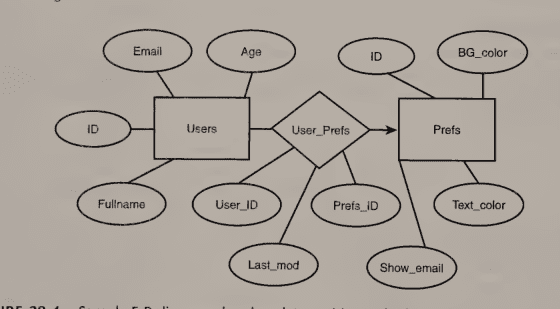 Email
Age
ID
BG_color
ID
Users
User_Prefs
Prefs
Fullname
User_ID
Prefs_ID
Text_color
Last_mod
Show_email